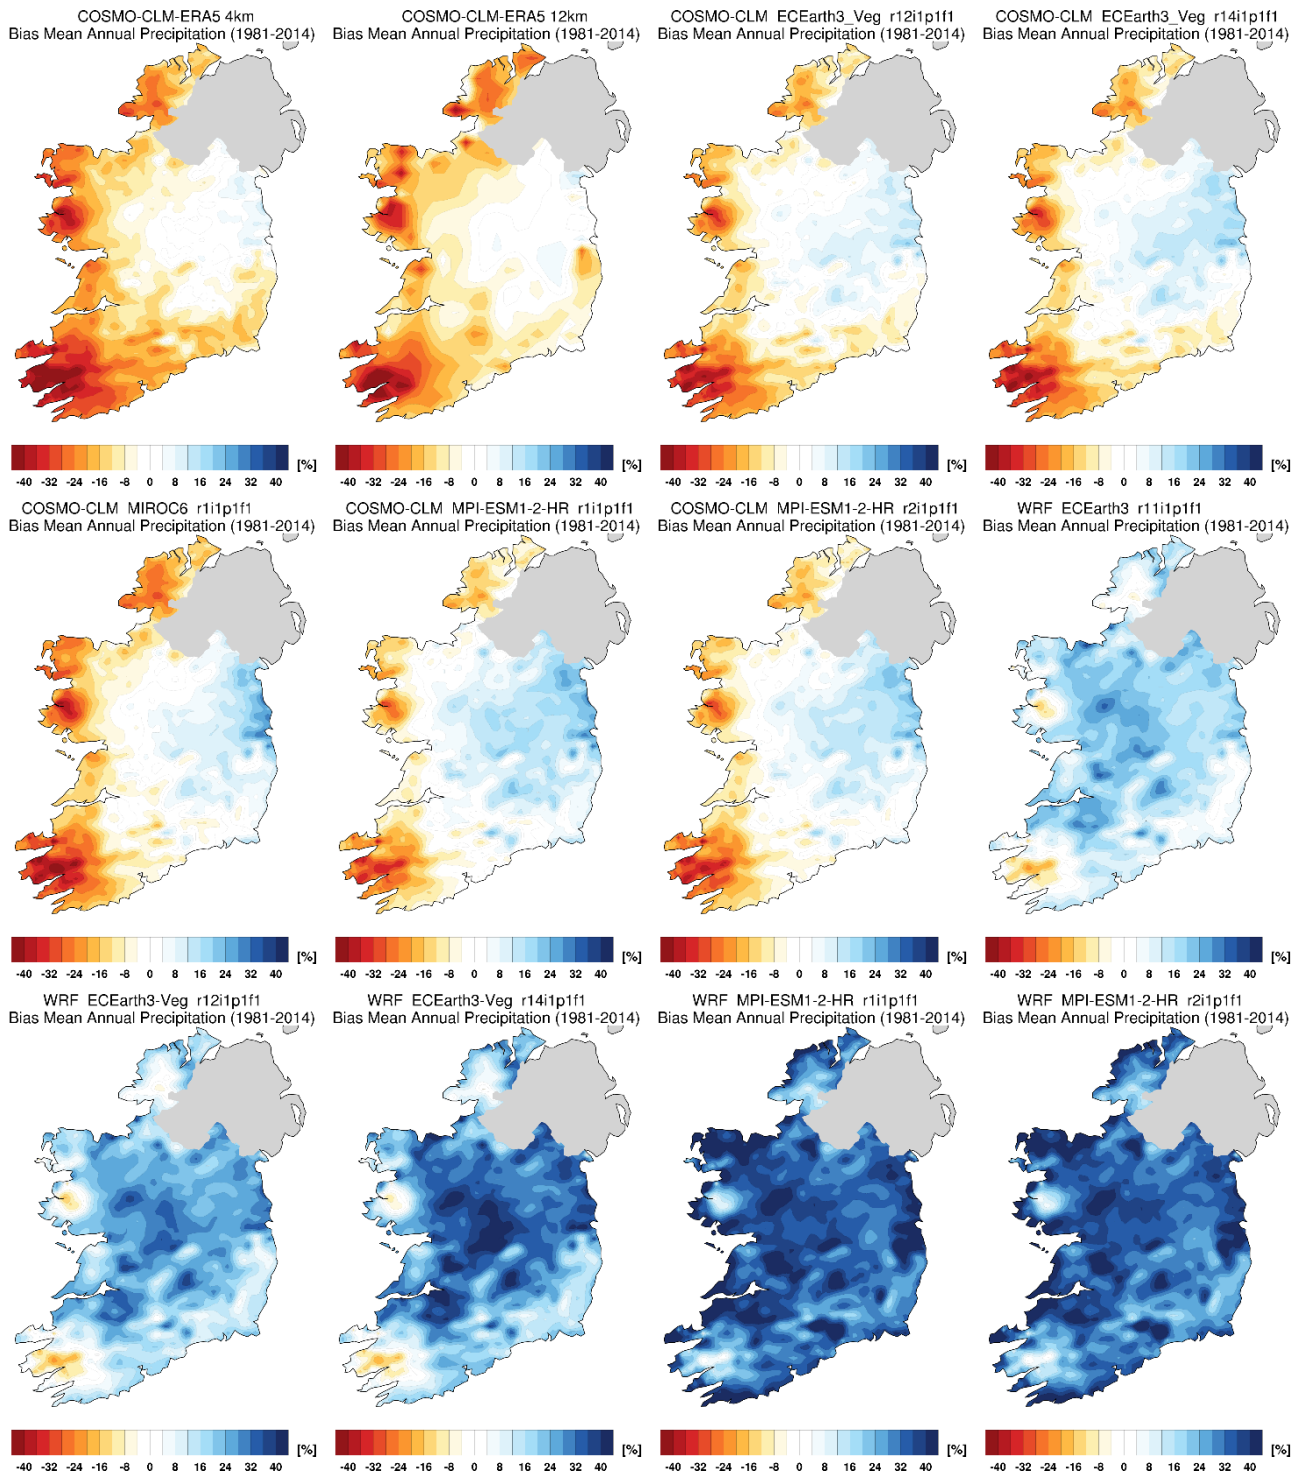 COSMO-CLM-ERA5 4km
Bias Mean Annual Precipitation (1981-2014)
COSMO-CLM-ERA5 12km
Bias Mean Annual Precipitation (1981-2014)
COSMO-CLM ECEarth3_Veg r12i1p1f1
Bias Mean Annual Precipitation (1981-2014)
COSMO-CLM ECEarth3_Veg r14i1p1f1
Bias Mean Annual Precipitation (1981-2014)
-40 -32 -24 -16 -8 0 8 16 24 32 40 [%]
-40 -32 -24 -16 -8 0 8 16 24 32 40 [%]
-40 -32 -24 -16 -8 0 8 16 24 32 40 [%]
-40 -32 -24 -16 -8 0 8 16 24 32 40 [%]
COSMO-CLM MIROC6 r1i1p1f1
Bias Mean Annual Precipitation (1981-2014)
COSMO-CLM MPI-ESM1-2-HR r1i1p1f1
Bias Mean Annual Precipitation (1981-2014)
COSMO-CLM MPI-ESM1-2-HR r2i1p1f1
Bias Mean Annual Precipitation (1981-2014)
WRF ECEarth3 r11i1p1f1
Bias Mean Annual Precipitation (1981-2014)
-40 -32 -24 -16 -8 0 8 16 24 32 40 [%]
-40 -32 -24 -16 -8 0 8 16 24 32 40 [%]
-40 -32 -24 -16 -8 0 8 16 24 32 40 [%]
-40 -32 -24 -16 -8 0 8 16 24 32 40 [%]
WRF ECEarth3-Veg r12i1p1f1
Bias Mean Annual Precipitation (1981-2014)
WRF ECEarth3-Veg r14i1p1f1
Bias Mean Annual Precipitation (1981-2014)
WRF MPI-ESM1-2-HR r1i1p1f1
Bias Mean Annual Precipitation (1981-2014)
WRF MPI-ESM1-2-HR r2i1p1f1
Bias Mean Annual Precipitation (1981-2014)
-40 -32 -24 -16 -8 0 8 16 24 32 40 [%]
-40 -32 -24 -16 -8 0 8 16 24 32 40 [%]
-40 -32 -24 -16 -8 0 8 16 24 32 40 [%]
-40 -32 -24 -16 -8 0 8 16 24 32 40 [%]